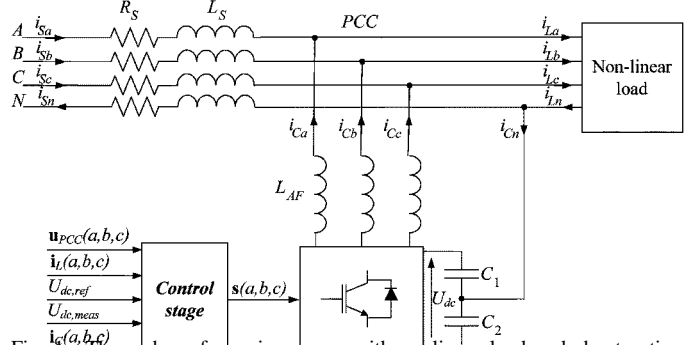 R_S L_S
A i_Sa PCC i_La
B i_Sb i_Lb
C i_Sc i_Lc
N i_Sn i_Ln
Non-linear
load
i_Ca i_Cb i_Cc i_Cn
L_AF
u_PCC(a,b,c)
i_L(a,b,c)
U_dc,ref
U_dc,meas
i_C(a,b,c)
Control
stage
s(a,b,c)
U_dc
C_1
C_2